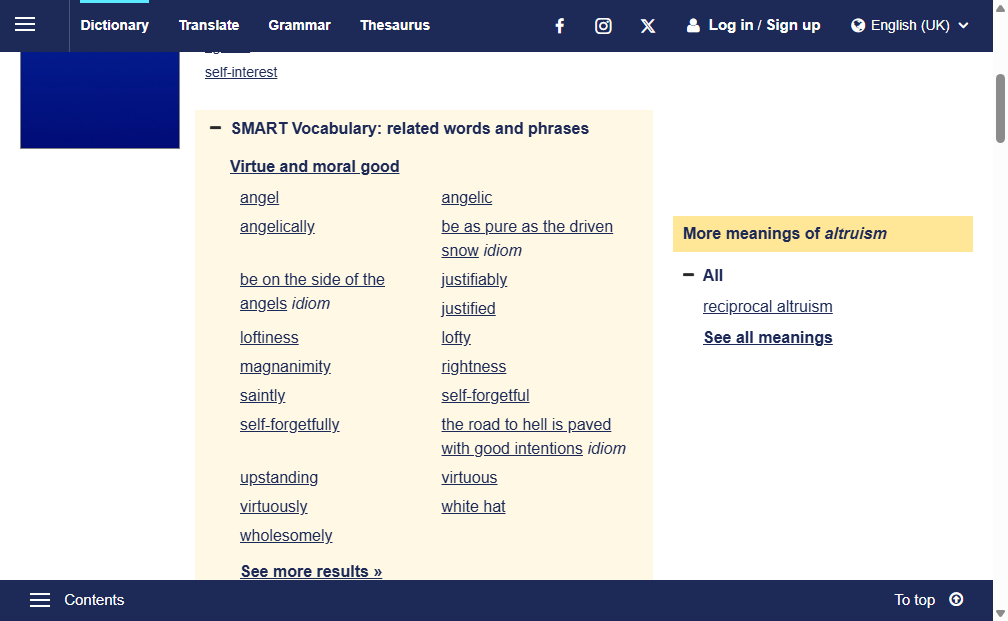 Dictionary Translate Grammar Thesaurus Log in / Sign up English (UK)
self-interest
SMART Vocabulary: related words and phrases
Virtue and moral good
angel
angelic
angelically
be as pure as the driven
snow idiom
be on the side of the
angels idiom
justifiably
justified
loftiness
lofty
magnanimity
rightness
saintly
self-forgetful
self-forgetfully
the road to hell is paved
with good intentions idiom
upstanding
virtuous
virtuously
white hat
wholesomely
See more results »
More meanings of altruism
All
reciprocal altruism
See all meanings
Contents
To top